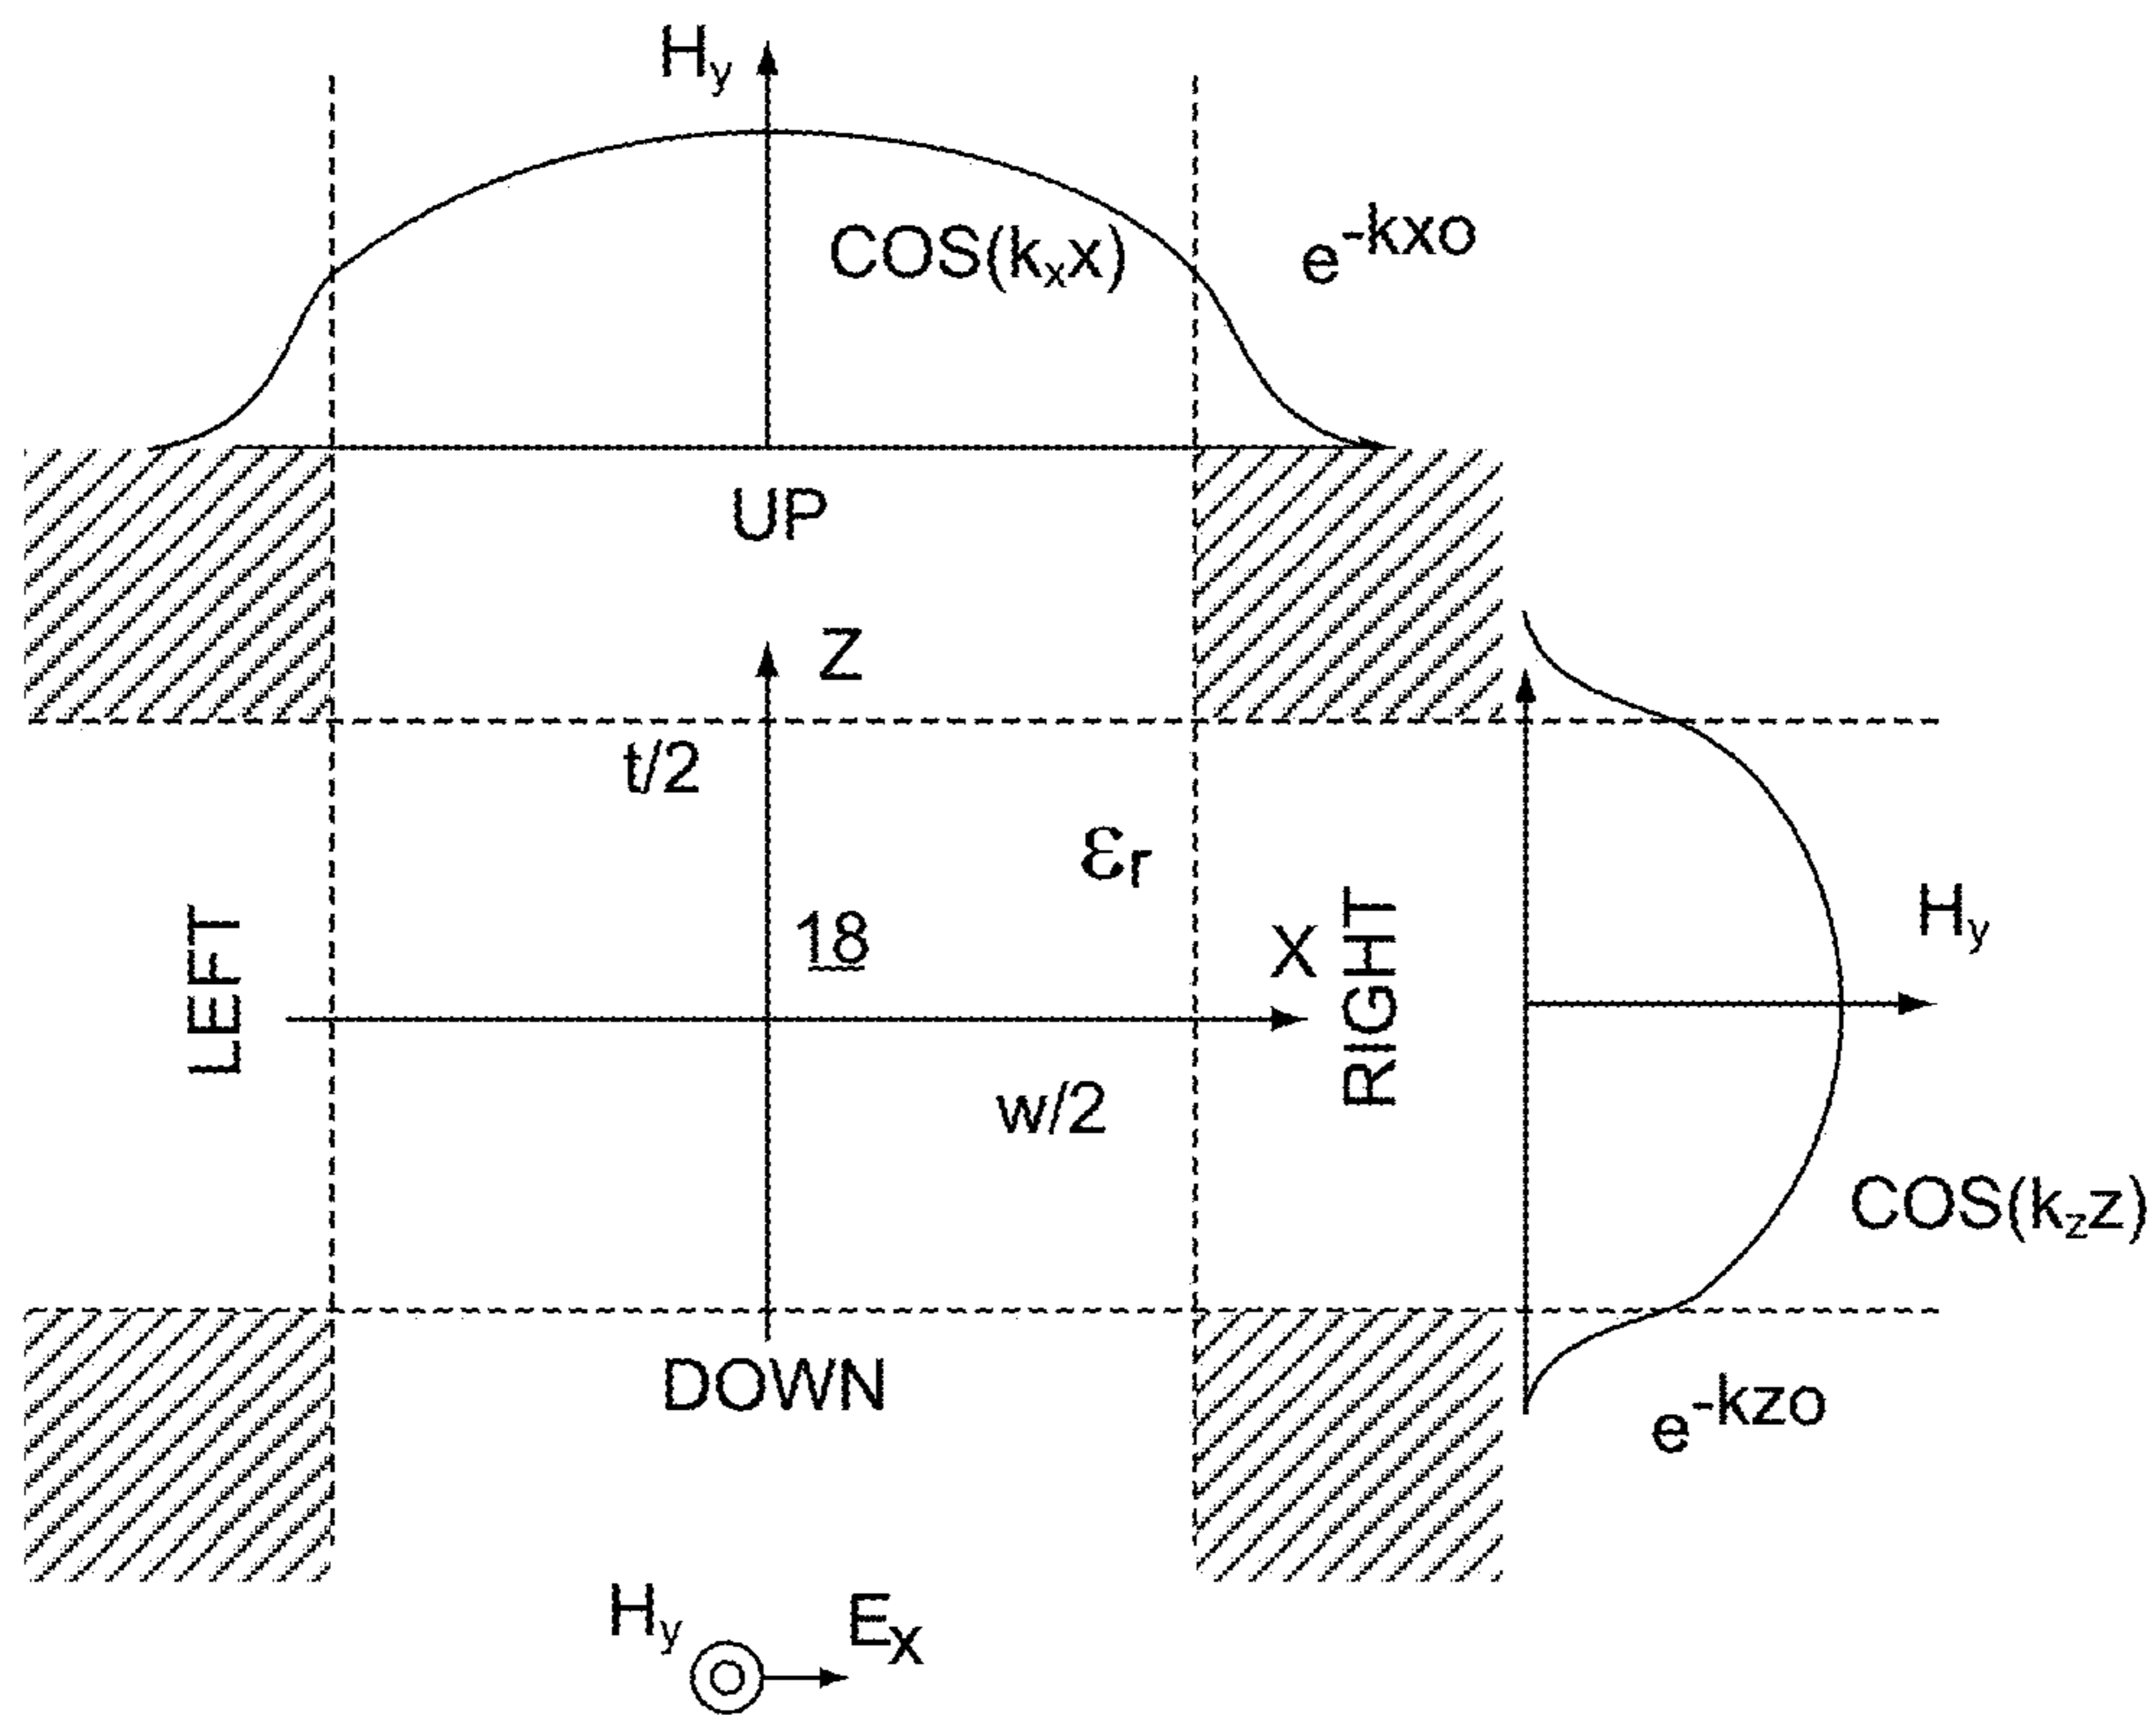 Hy
COS(kxx)
e-kxo
UP
Z
t/2
εr
LEFT
18
X
RIGHT
Hy
w/2
COS(kzz)
DOWN
e-kzo
Hy
Ex